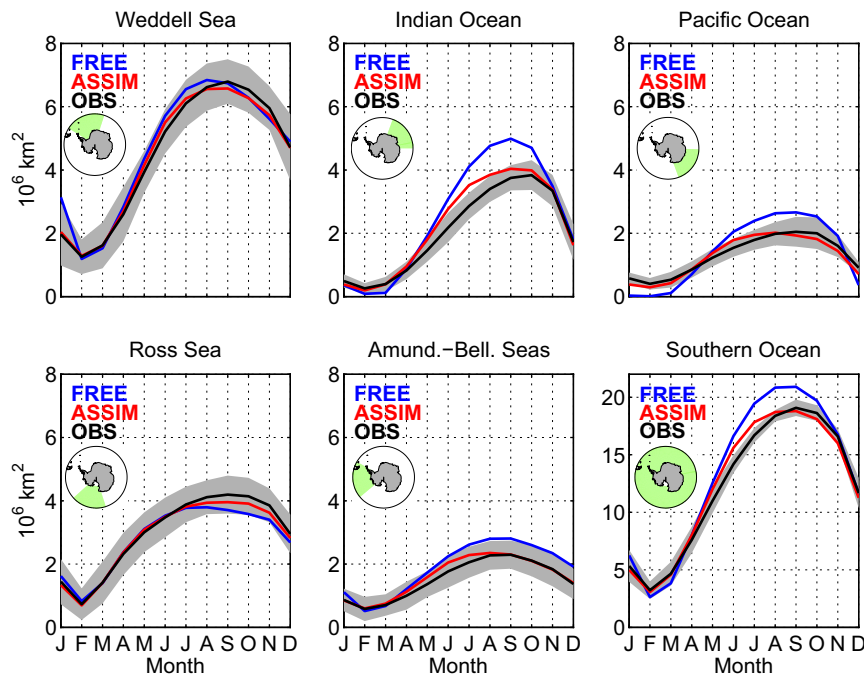 Weddell Sea
Indian Ocean
Pacific Ocean
8
6
4
2
0
10⁶ km²
FREE
ASSIM
OBS
8
6
4
2
0
FREE
ASSIM
OBS
8
6
4
2
0
FREE
ASSIM
OBS
Ross Sea
Amund.−Bell. Seas
Southern Ocean
8
6
4
2
0
10⁶ km²
FREE
ASSIM
OBS
J F M A M J J A S O N D
Month
8
6
4
2
0
FREE
ASSIM
OBS
J F M A M J J A S O N D
Month
20
15
10
5
0
FREE
ASSIM
OBS
J F M A M J J A S O N D
Month